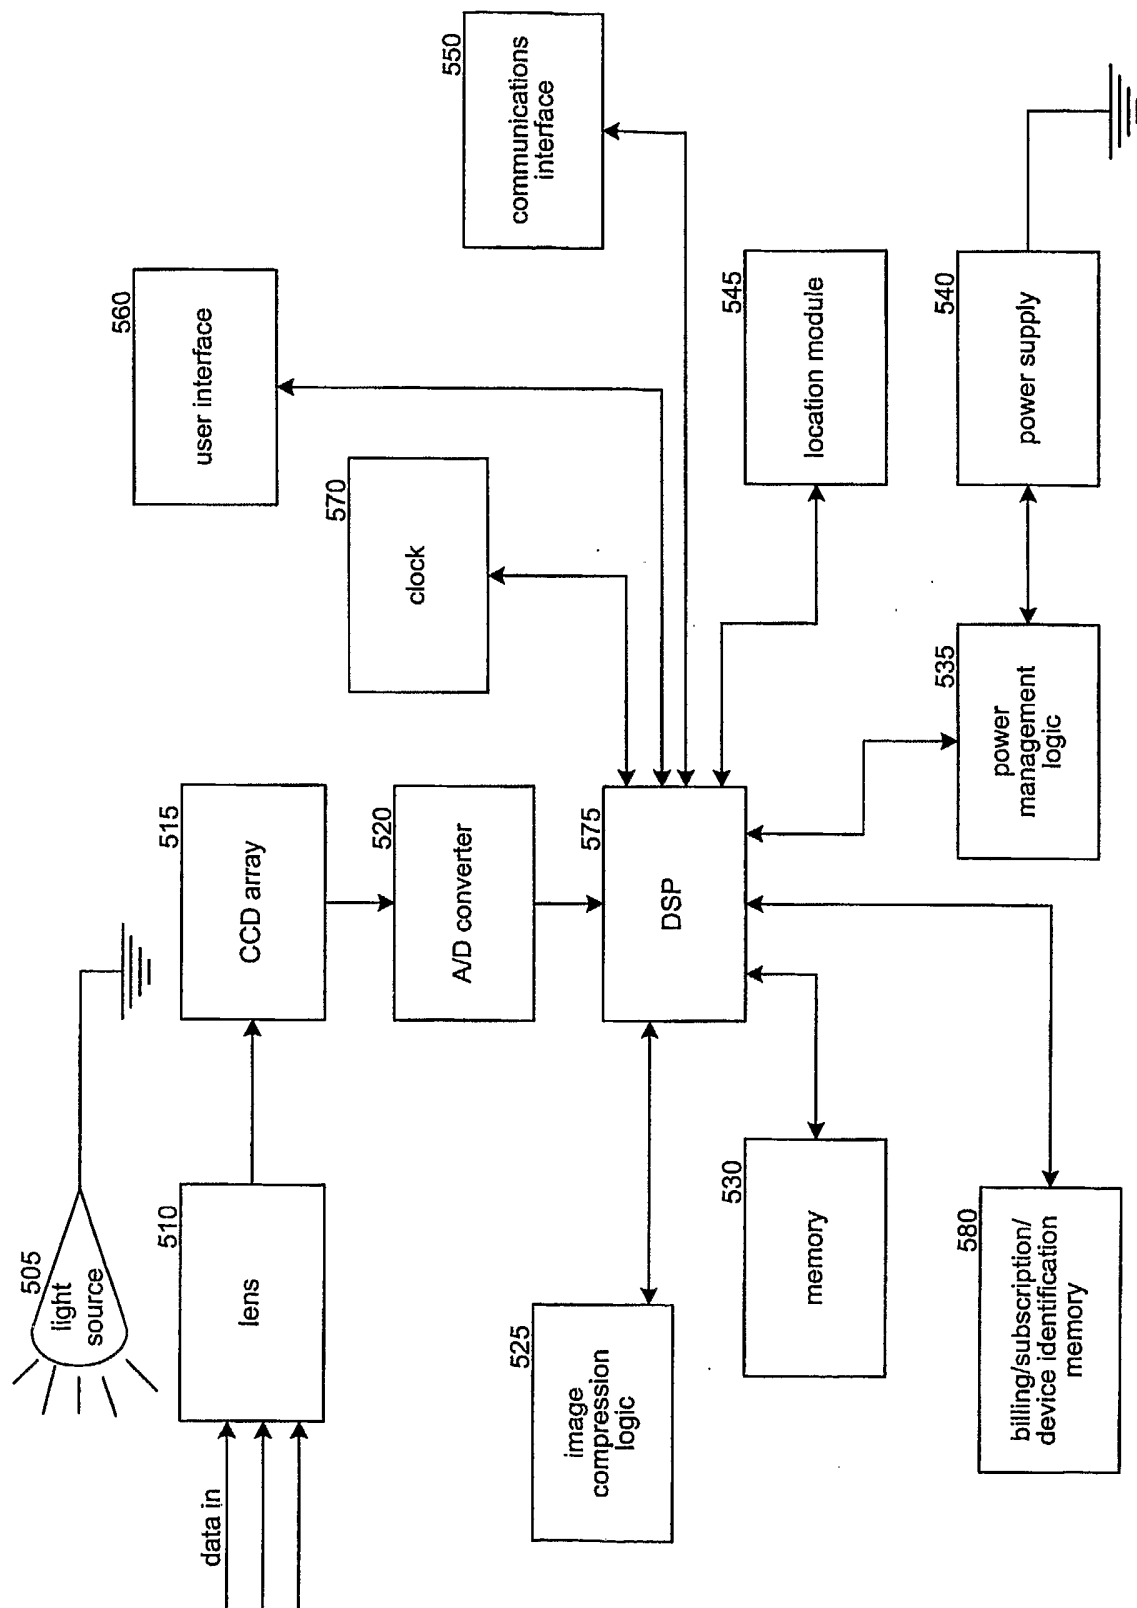 505
light
source
data in
510
lens
515
CCD array
520
A/D converter
575
DSP
570
clock
560
user interface
550
communications
interface
525
image
compression
logic
530
memory
580
billing/subscription/
device identification
memory
535
power
management
logic
545
location module
540
power supply